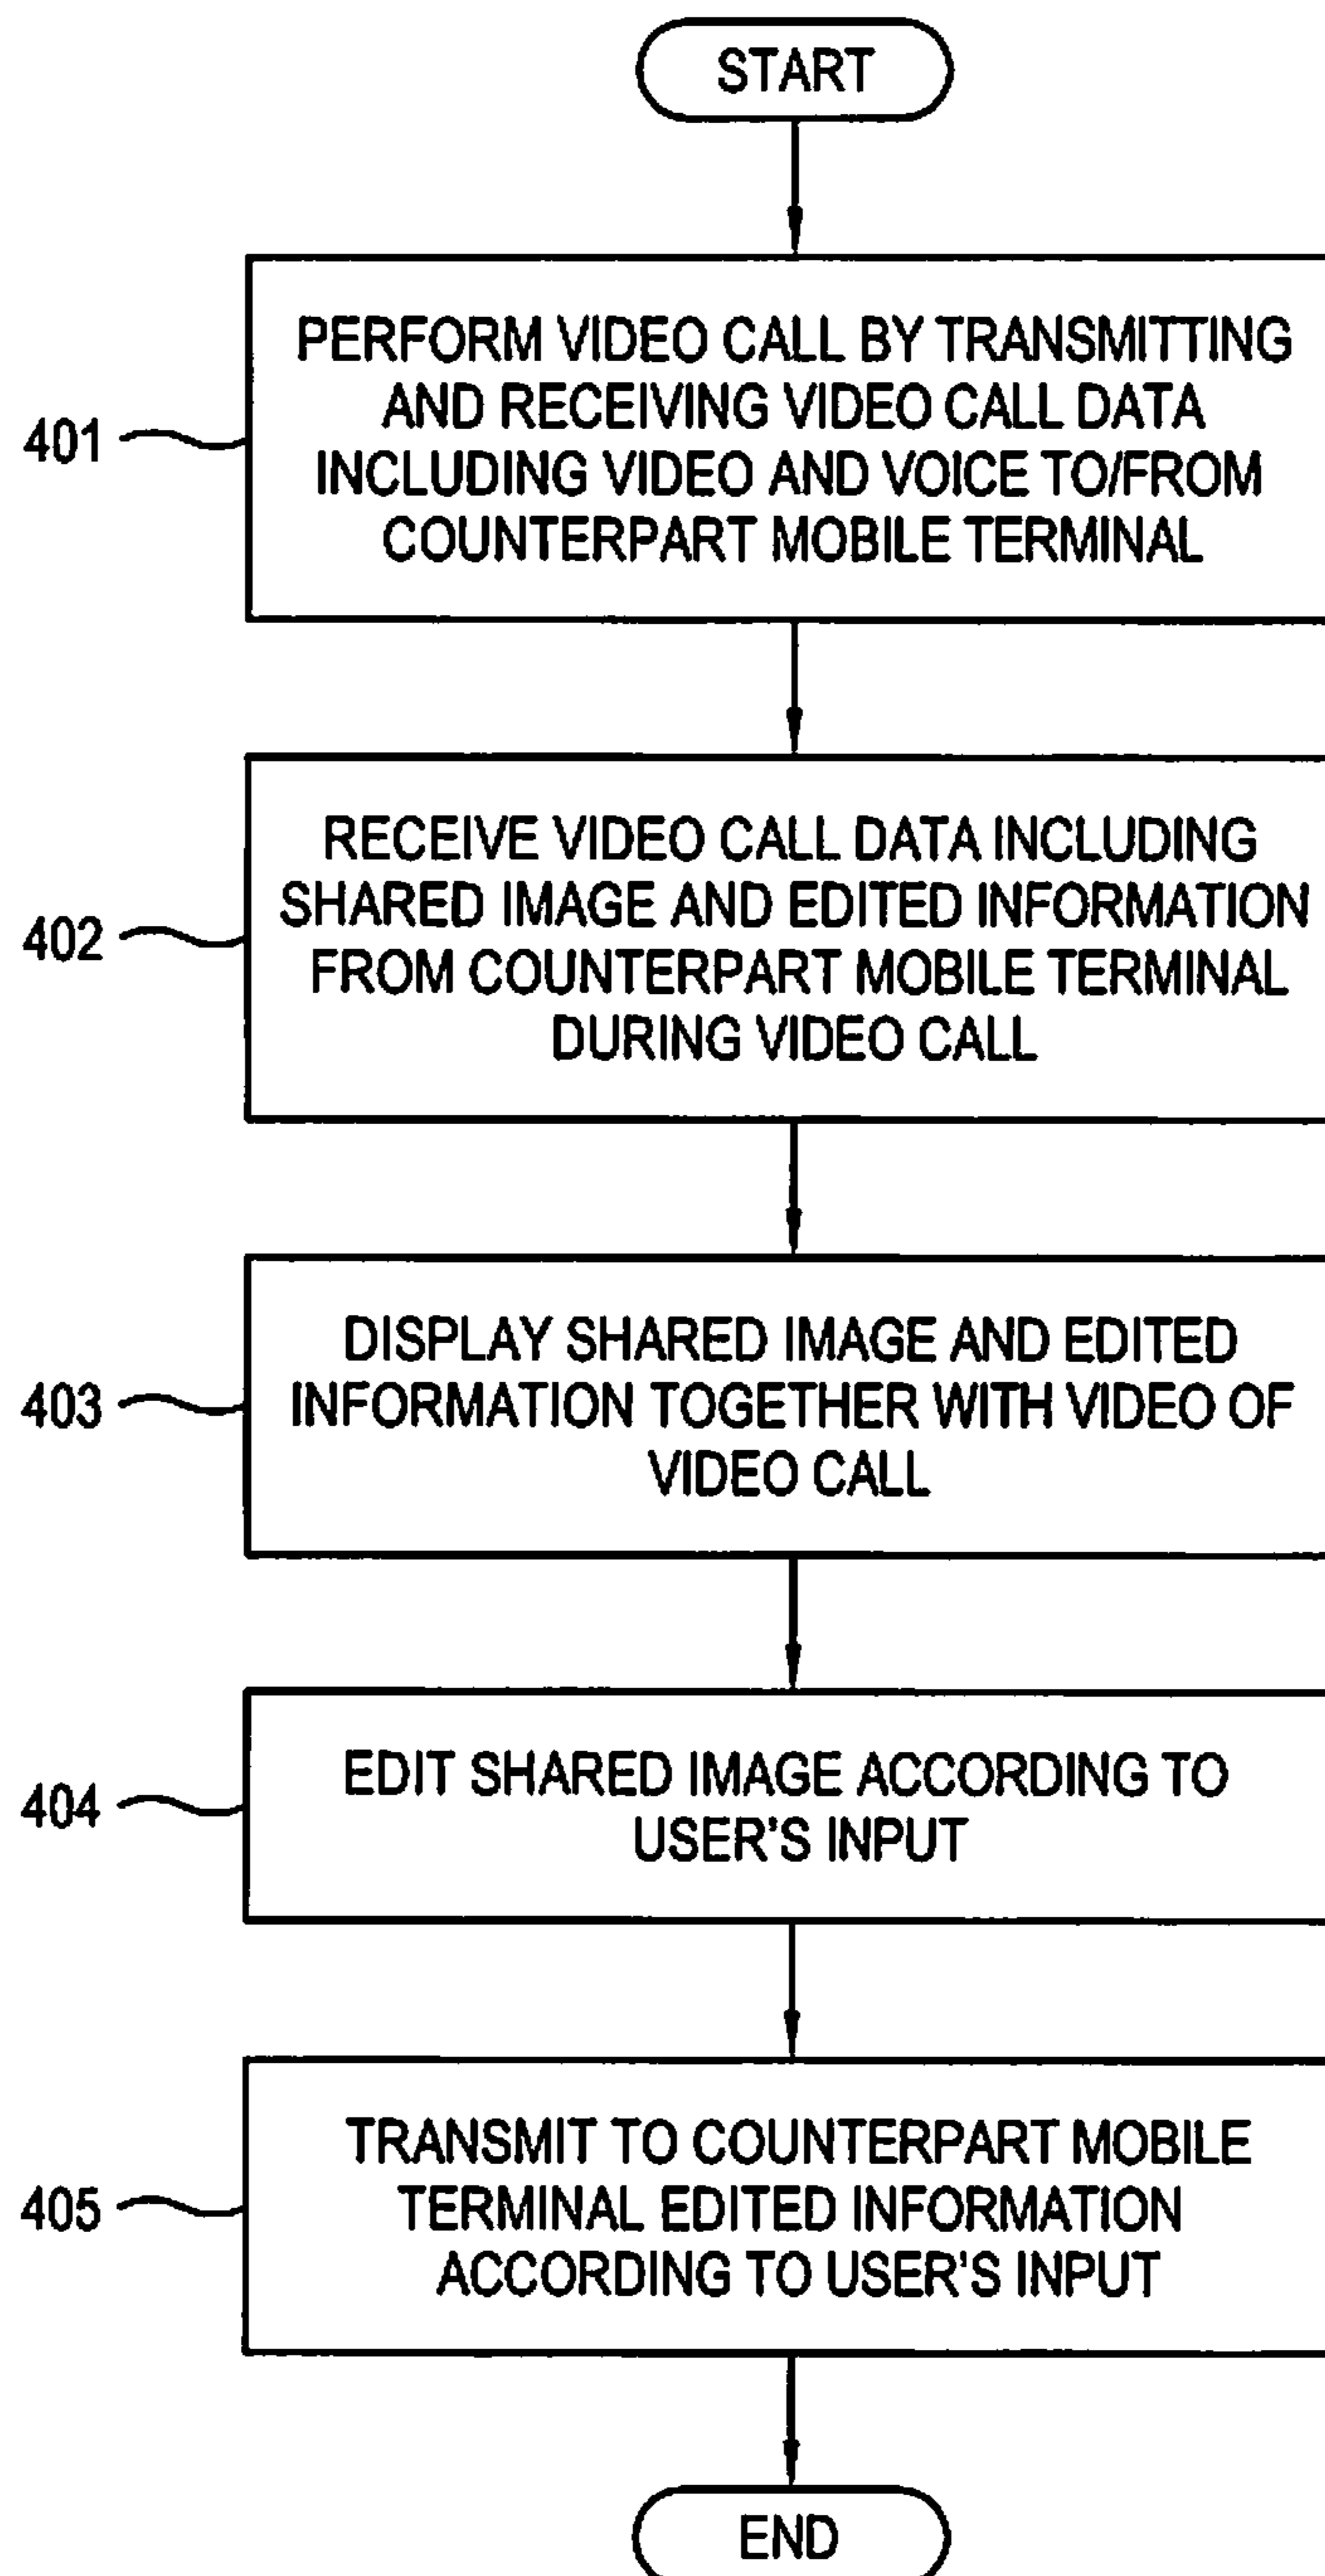 START
401
PERFORM VIDEO CALL BY TRANSMITTING
AND RECEIVING VIDEO CALL DATA
INCLUDING VIDEO AND VOICE TO/FROM
COUNTERPART MOBILE TERMINAL
402
RECEIVE VIDEO CALL DATA INCLUDING
SHARED IMAGE AND EDITED INFORMATION
FROM COUNTERPART MOBILE TERMINAL
DURING VIDEO CALL
403
DISPLAY SHARED IMAGE AND EDITED
INFORMATION TOGETHER WITH VIDEO OF
VIDEO CALL
404
EDIT SHARED IMAGE ACCORDING TO
USER'S INPUT
405
TRANSMIT TO COUNTERPART MOBILE
TERMINAL EDITED INFORMATION
ACCORDING TO USER'S INPUT
END